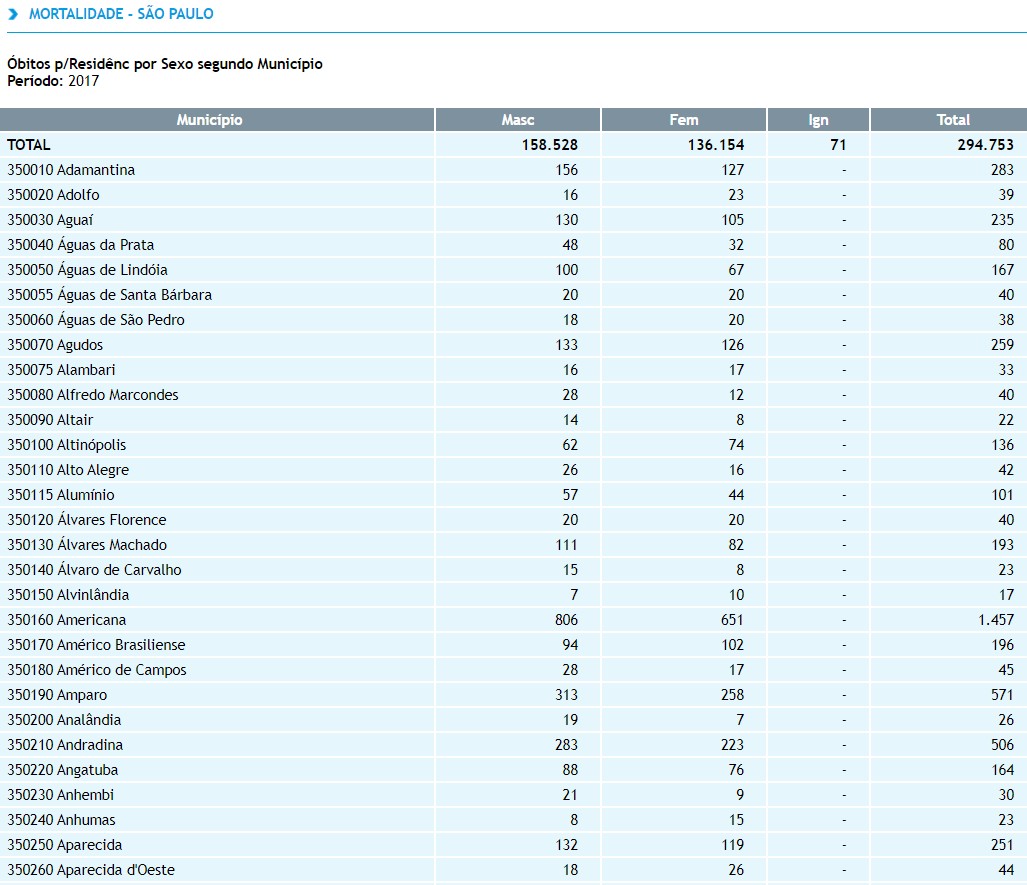 MORTALIDADE - SÃO PAULO
Óbitos p/Residênc por Sexo segundo Município
Período: 2017
Município Masc Fem Ign Total
TOTAL 158.528 136.154 71 294.753
350010 Adamantina 156 127 - 283
350020 Adolfo 16 23 - 39
350030 Aguaí 130 105 - 235
350040 Águas da Prata 48 32 - 80
350050 Águas de Lindóia 100 67 - 167
350055 Águas de Santa Bárbara 20 20 - 40
350060 Águas de São Pedro 18 20 - 38
350070 Agudos 133 126 - 259
350075 Alambari 16 17 - 33
350080 Alfredo Marcondes 28 12 - 40
350090 Altair 14 8 - 22
350100 Altinópolis 62 74 - 136
350110 Alto Alegre 26 16 - 42
350115 Alumínio 57 44 - 101
350120 Álvares Florence 20 20 - 40
350130 Álvares Machado 111 82 - 193
350140 Álvaro de Carvalho 15 8 - 23
350150 Alvinlândia 7 10 - 17
350160 Americana 806 651 - 1.457
350170 Américo Brasiliense 94 102 - 196
350180 Américo de Campos 28 17 - 45
350190 Amparo 313 258 - 571
350200 Analândia 19 7 - 26
350210 Andradina 283 223 - 506
350220 Angatuba 88 76 - 164
350230 Anhembi 21 9 - 30
350240 Anhumas 8 15 - 23
350250 Aparecida 132 119 - 251
350260 Aparecida d'Oeste 18 26 - 44